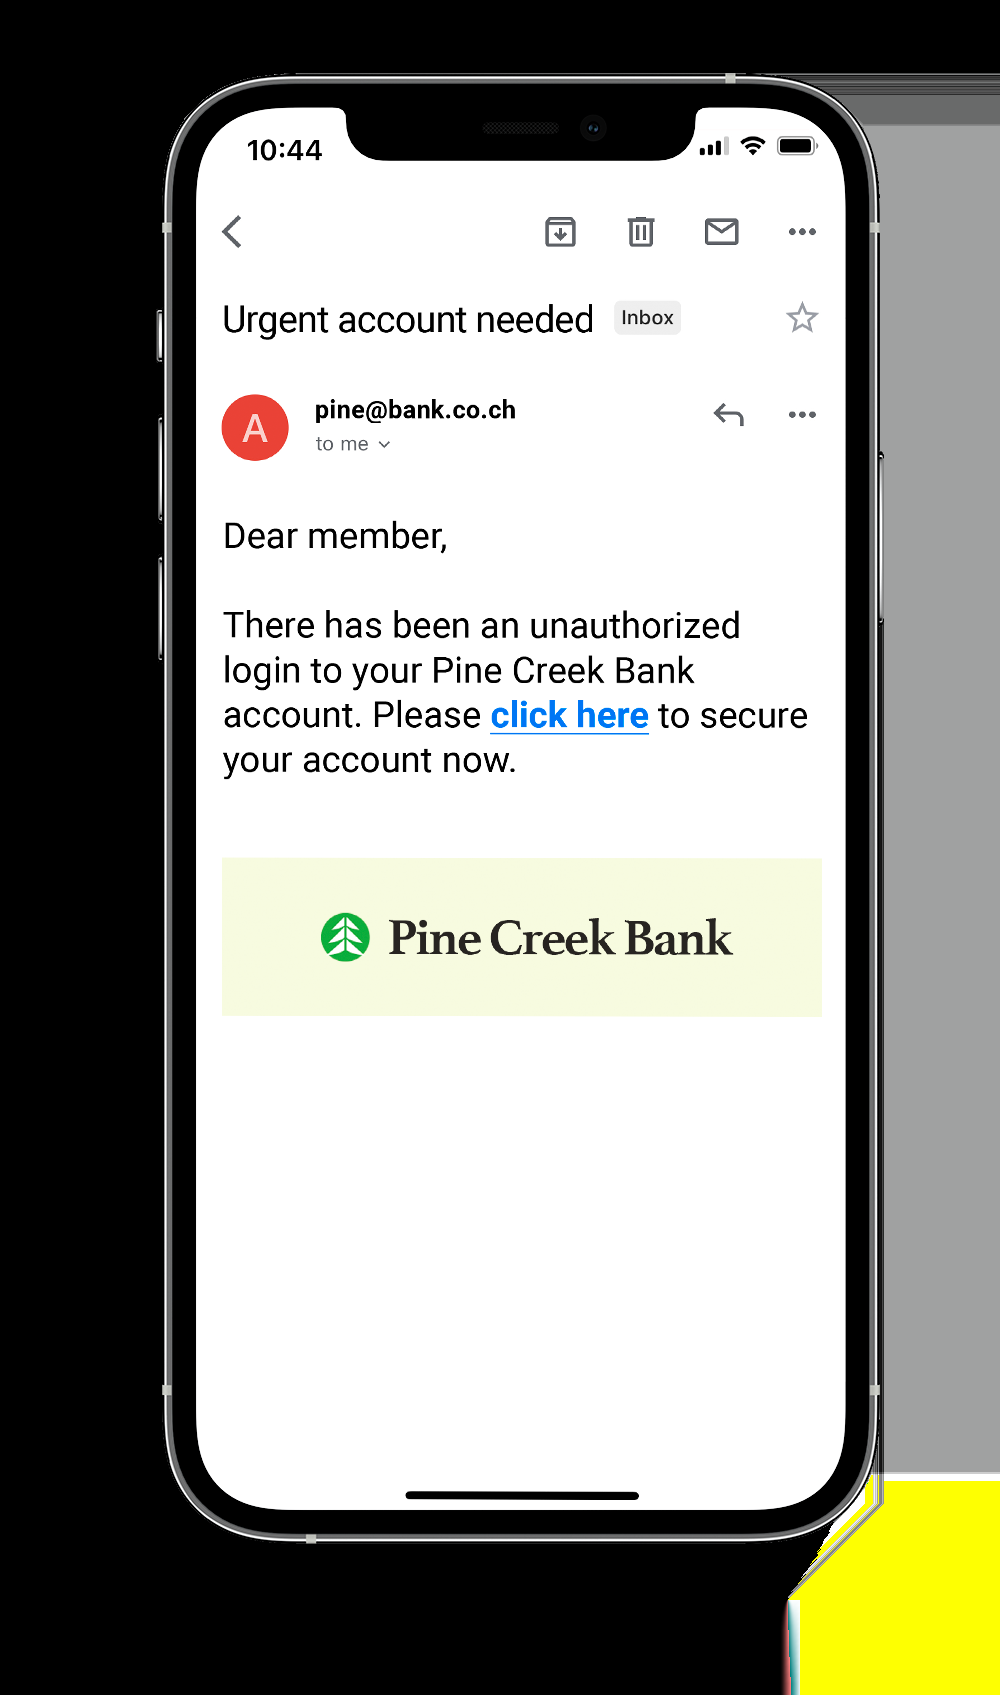 10:44
Urgent account needed Inbox
A
pine@bank.co.ch
to me
Dear member,
There has been an unauthorized
login to your Pine Creek Bank
account. Please click here to secure
your account now.
Pine Creek Bank